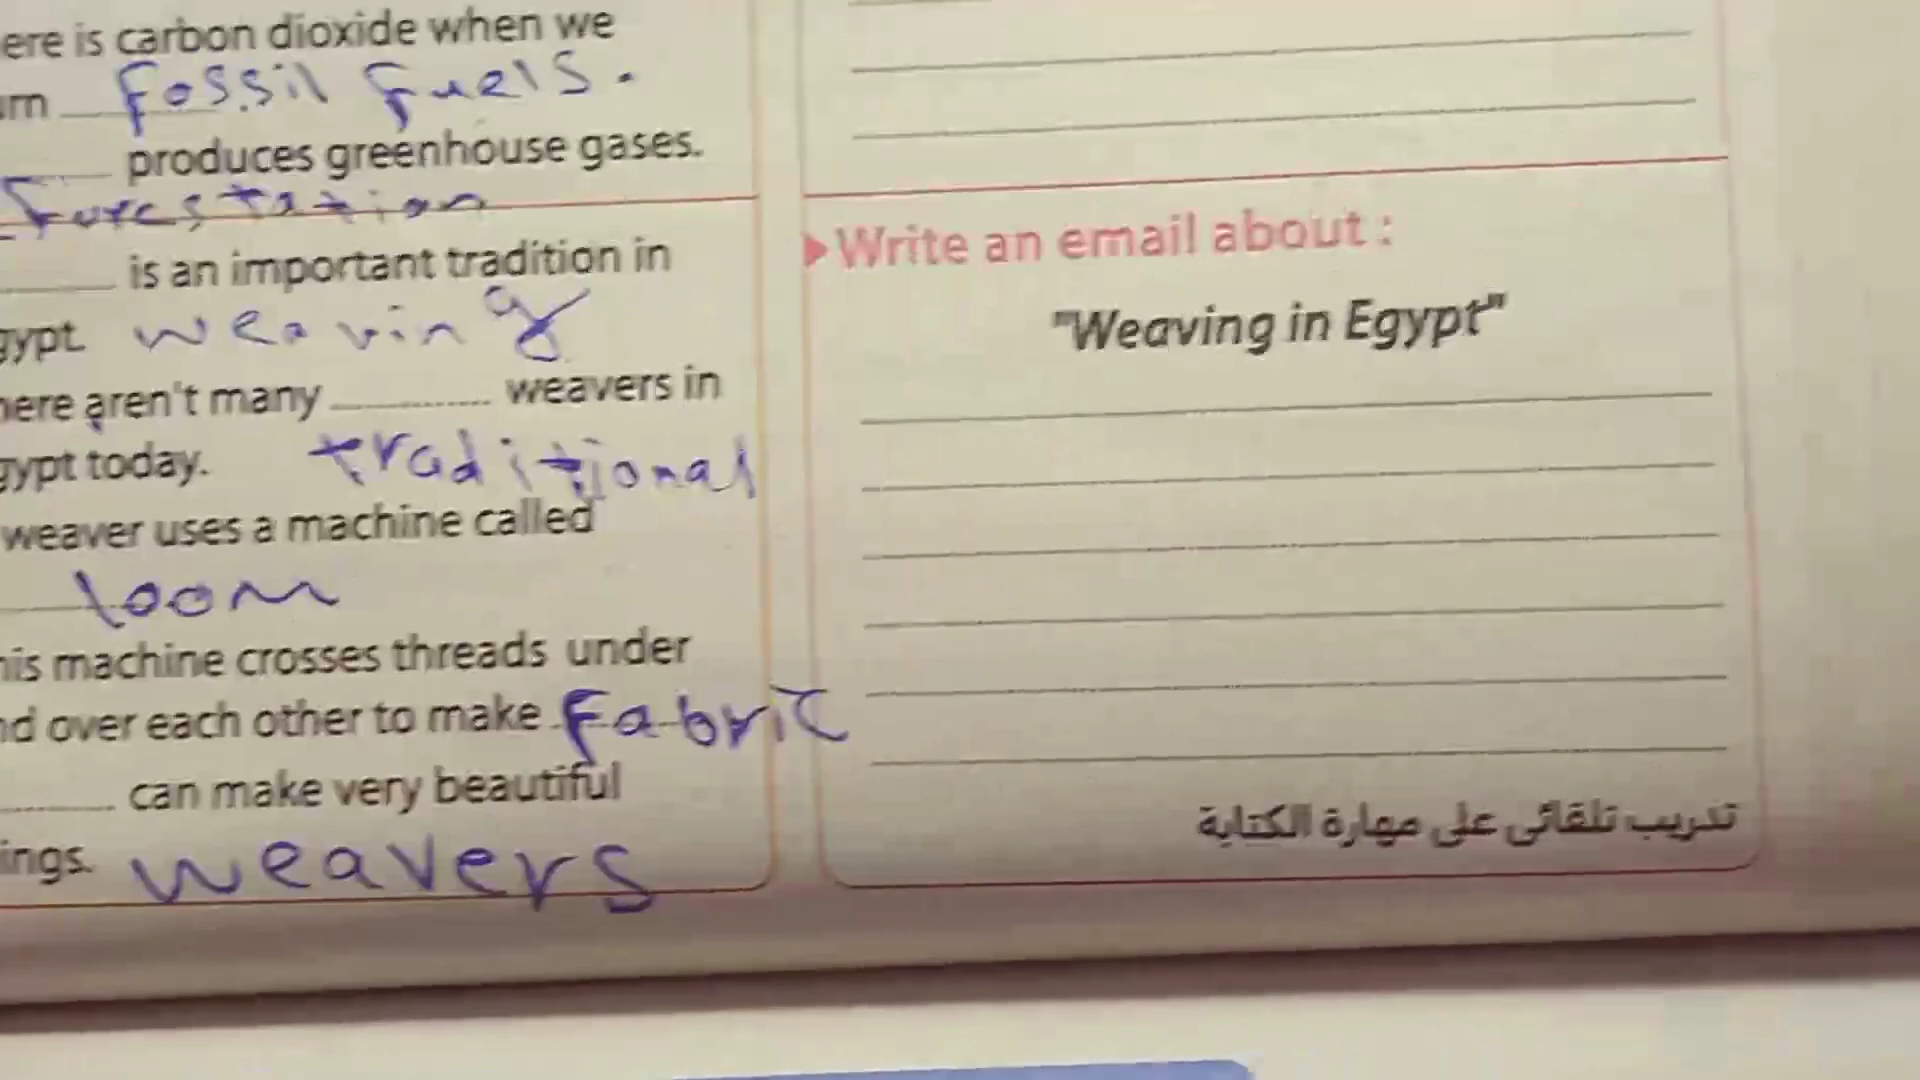 ere is carbon dioxide when we
urn fossil fuels.
produces greenhouse gases.
is an important tradition in
gypt. weaving
here aren't many weavers in
gypt today. traditional
weaver uses a machine called
loom
his machine crosses threads under
nd over each other to make fabric
can make very beautiful
ings. weavers
Write an email about :
"Weaving in Egypt"
تدريب تلقائى على مهارة الكتابة